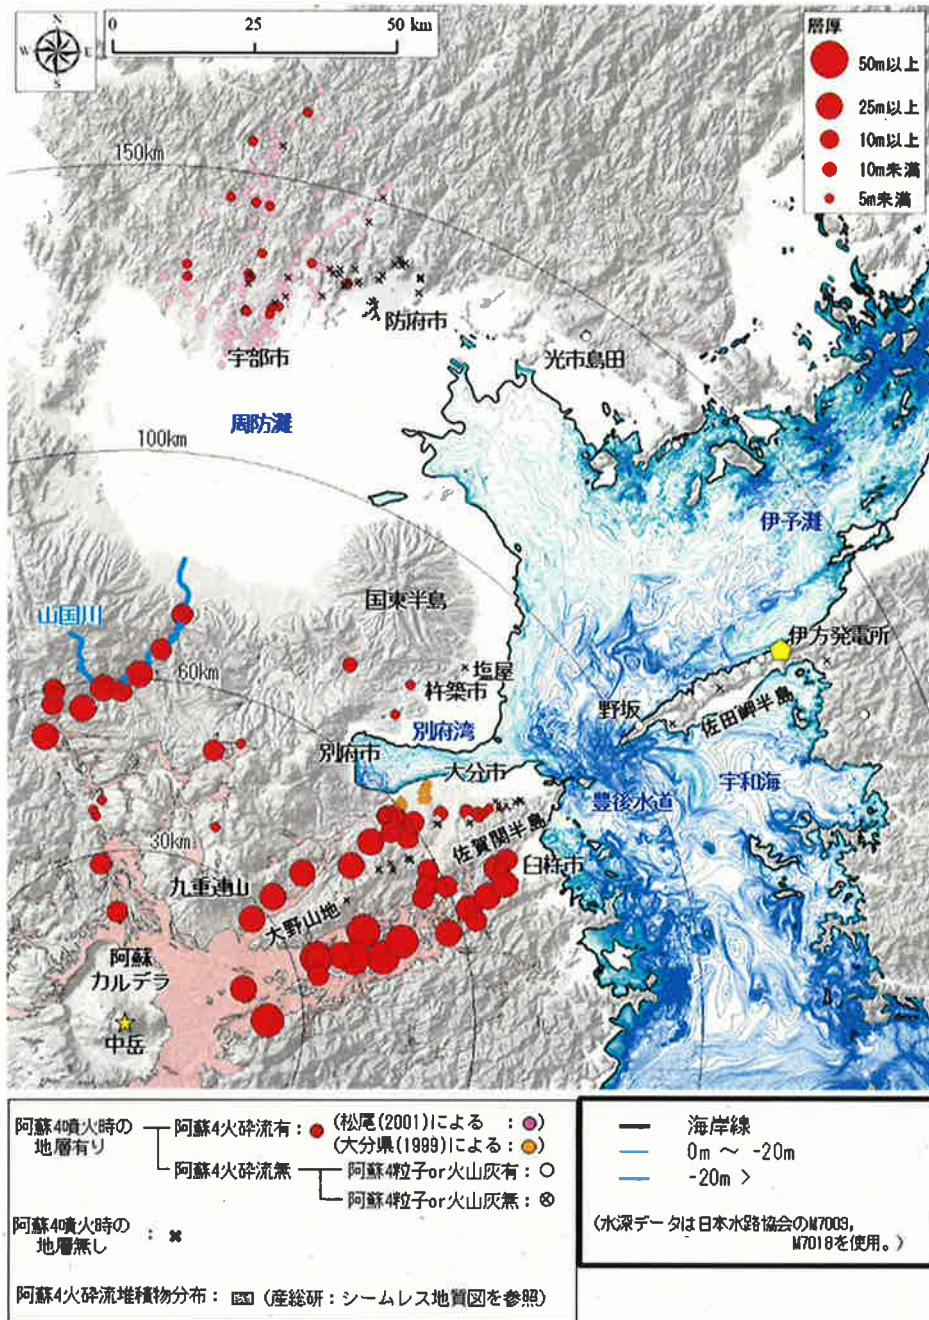 N
W E
S
0 25 50 km
層厚
50m以上
25m以上
10m以上
10m未満
5m未満
150km
防府市
宇部市
光市島田
周防灘
100km
伊予灘
国東半島
山国川
伊方発電所
塩屋
60km
杵築市
野坂
佐田岬半島
別府湾
別府市
大分市
宇和海
豊後水道
佐賀関半島
30km
臼杵市
九重連山
大野山地
阿蘇
カルデラ
中岳
阿蘇4噴火時の
地層有り
阿蘇4火砕流有：
(松尾(2001)による ：)
(大分県(1999)による：)
阿蘇4火砕流無
阿蘇4粒子or火山灰有：
阿蘇4粒子or火山灰無：
阿蘇4噴火時の
地層無し
：
阿蘇4火砕流堆積物分布：
(産総研：シームレス地質図を参照)
海岸線
0m ～ -20m
-20m >
(水深データは日本水路協会のM7009,
M7018を使用。)